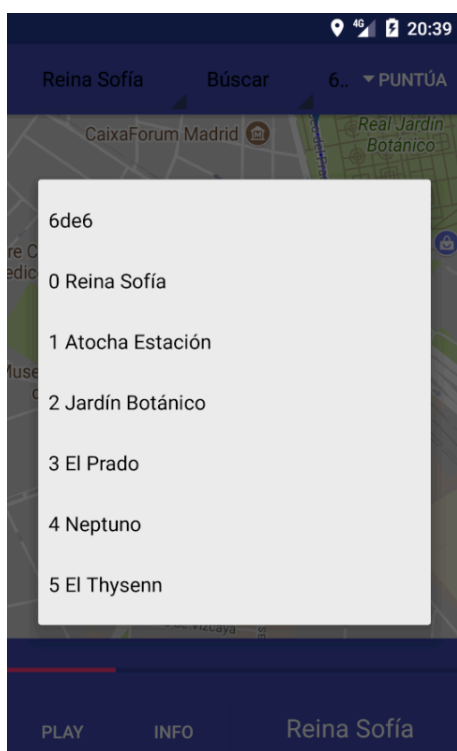 4G 20:39
Reina Sofía Búscar 6.. PUNTÚA
CaixaForum Madrid
Real Jardín
Botánico
6de6
0 Reina Sofía
1 Atocha Estación
2 Jardín Botánico
3 El Prado
4 Neptuno
5 El Thysenn
PLAY INFO Reina Sofía